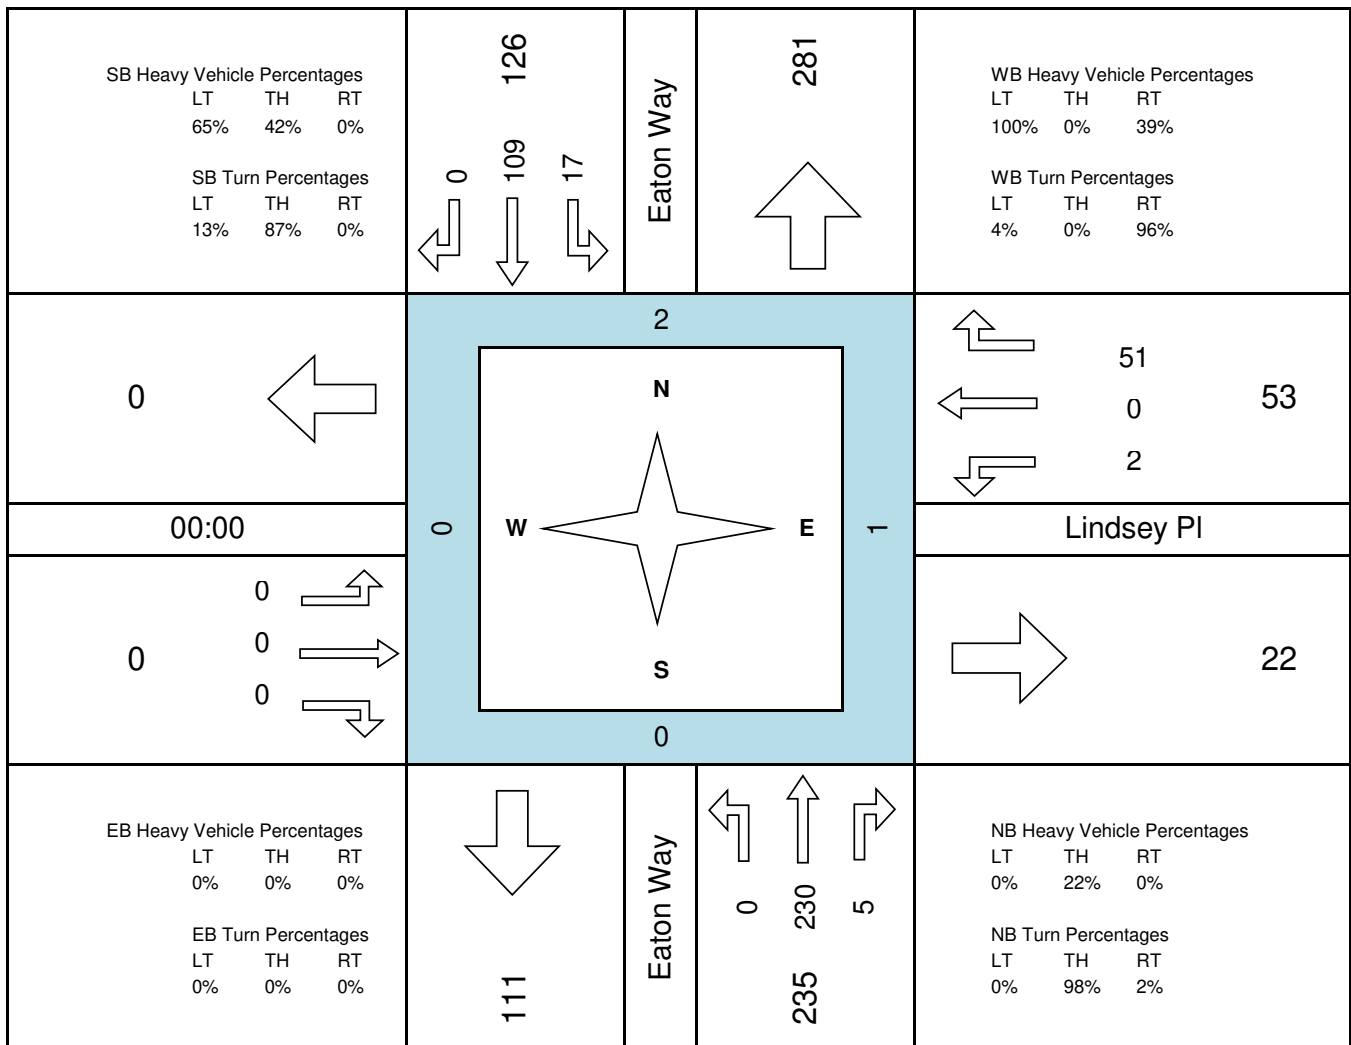 SB Heavy Vehicle Percentages
LT TH RT
65% 42% 0%
SB Turn Percentages
LT TH RT
13% 87% 0%
126
0 109 17
Eaton Way
281
WB Heavy Vehicle Percentages
LT TH RT
100% 0% 39%
WB Turn Percentages
LT TH RT
4% 0% 96%
0
2
N
W E
S
0
1
0
51
0
2
53
00:00
Lindsey Pl
0
0
0
0
22
EB Heavy Vehicle Percentages
LT TH RT
0% 0% 0%
EB Turn Percentages
LT TH RT
0% 0% 0%
111
Eaton Way
0 230 5
235
NB Heavy Vehicle Percentages
LT TH RT
0% 22% 0%
NB Turn Percentages
LT TH RT
0% 98% 2%